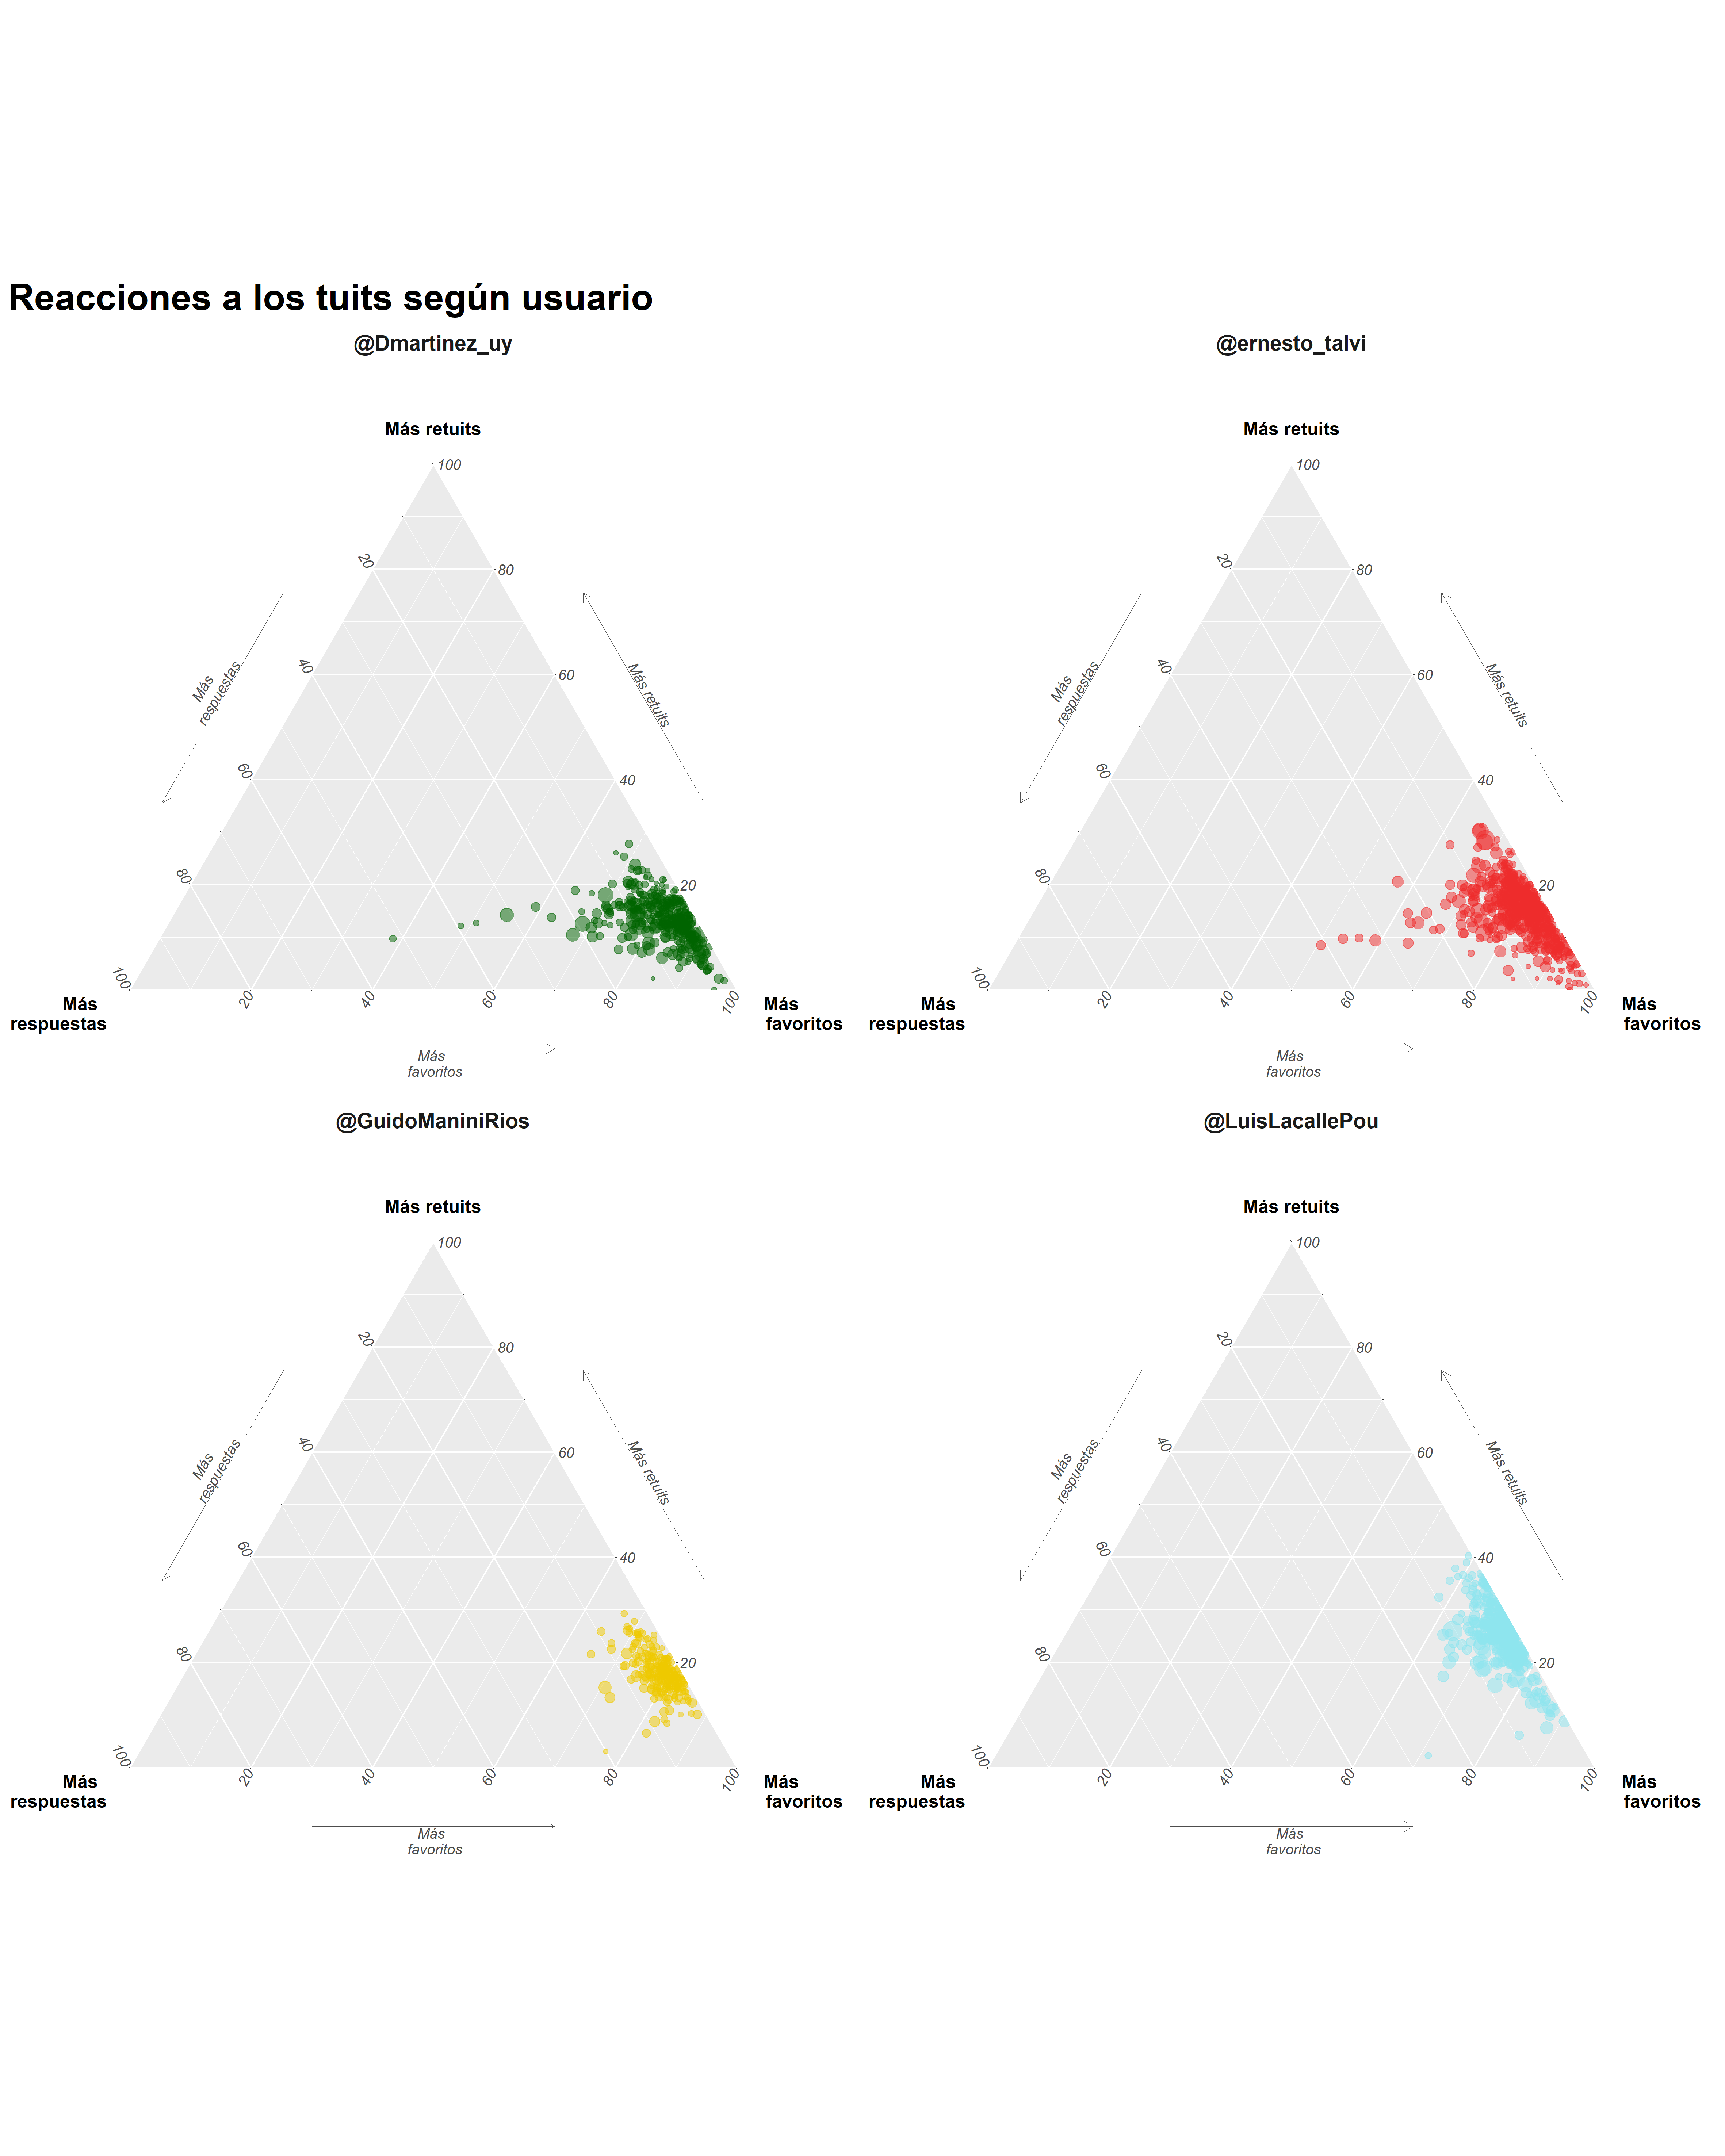 Reacciones a los tuits según usuario
@Dmartinez_uy
Más retuits
100
20
80
Más
respuestas
Más retuits
40
60
60
40
80
20
100
20
40
60
80
100
Más
respuestas
Más
favoritos
Más
favoritos
@ernesto_talvi
Más retuits
100
20
80
Más
respuestas
Más retuits
40
60
60
40
80
20
100
20
40
60
80
100
Más
respuestas
Más
favoritos
Más
favoritos
@GuidoManiniRios
Más retuits
100
20
80
Más
respuestas
Más retuits
40
60
60
40
80
20
100
20
40
60
80
100
Más
respuestas
Más
favoritos
Más
favoritos
@LuisLacallePou
Más retuits
100
20
80
Más
respuestas
Más retuits
40
60
60
40
80
20
100
20
40
60
80
100
Más
respuestas
Más
favoritos
Más
favoritos